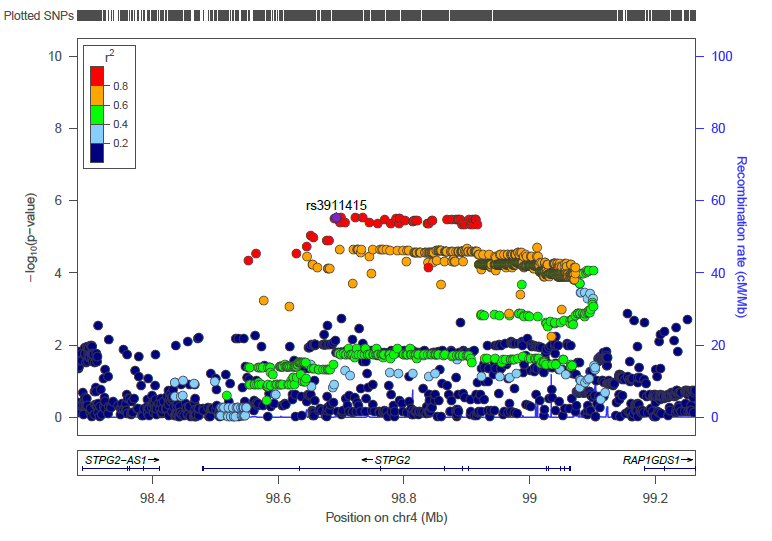 Plotted SNPs
r2
0.8
0.6
0.4
0.2
rs3911415
10
8
6
4
2
0
−log10(p−value)
100
80
60
40
20
0
Recombination rate (cM/Mb)
STPG2−AS1→
←STPG2
RAP1GDS1→
98.4
98.6
98.8
99
99.2
Position on chr4 (Mb)